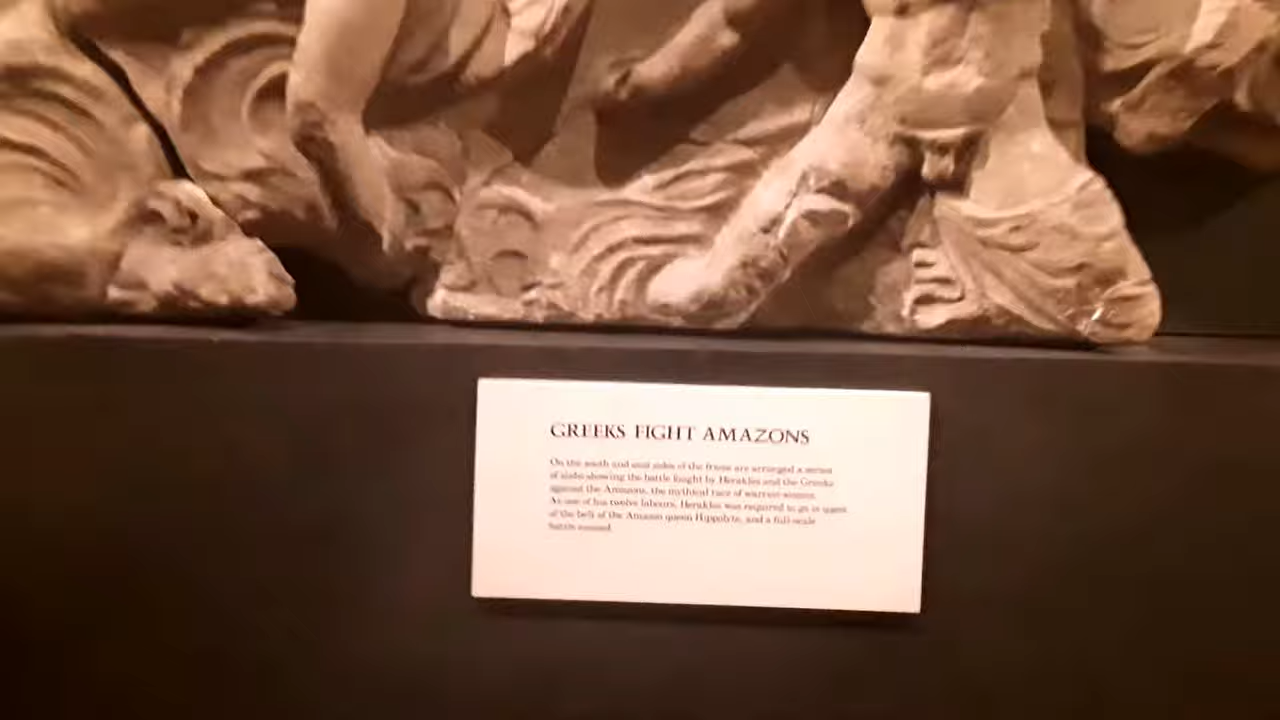 GREEKS FIGHT AMAZONS
On the south and east sides of the frieze are arranged a series
of slabs showing the battle fought by Herakles and the Greeks
against the Amazons, the mythical race of warrior-women.
As one of his twelve labours, Herakles was required to go in quest
of the belt of the Amazon queen Hippolyte, and a full-scale
battle ensued.